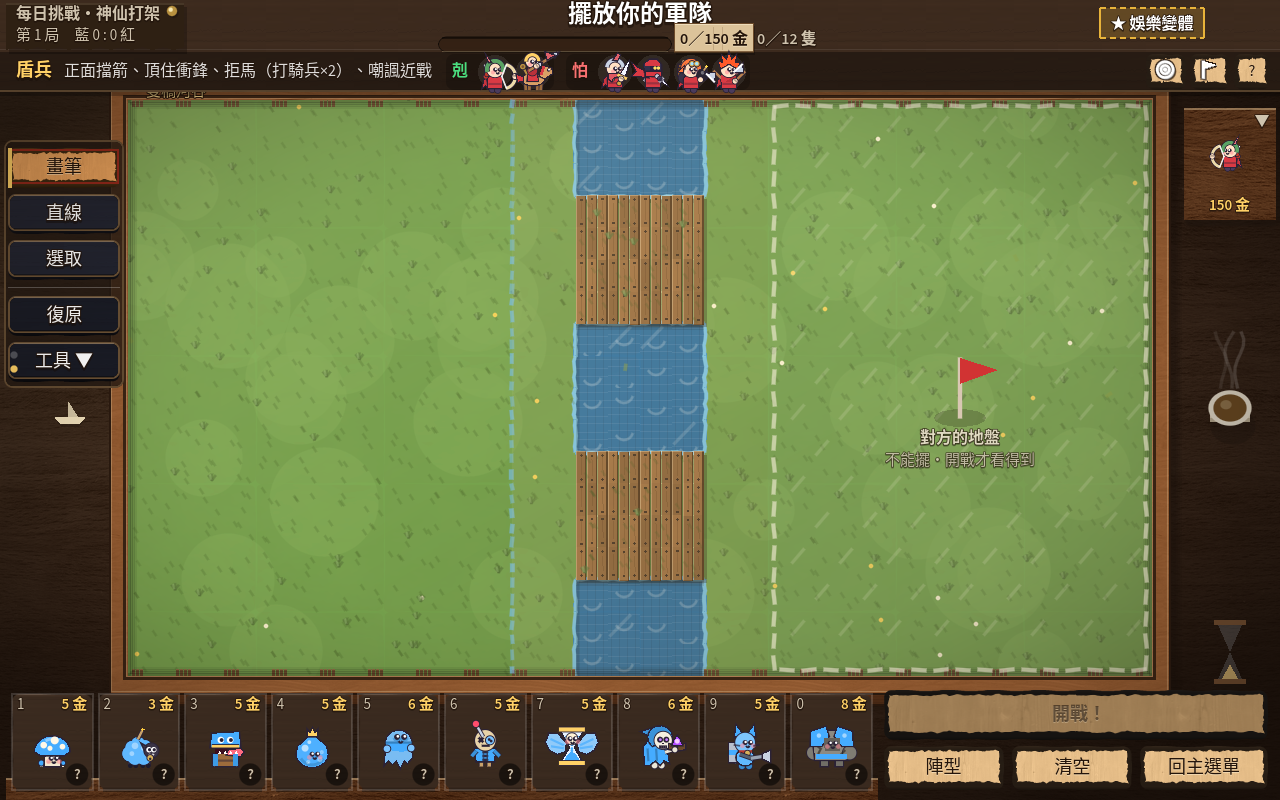 每日挑戰・神仙打架
第1局 藍0:0紅
擺放你的軍隊
0／150 金
0／12 隻
★ 娛樂變體
盾兵 正面擋箭、頂住衝鋒、拒馬（打騎兵×2）、嘲諷近戰
剋
怕
?
畫筆
直線
選取
復原
工具▼
150 金
對方的地盤
不能擺・開戰才看得到
1 5 金 ?
2 3 金 ?
3 5 金 ?
4 5 金 ?
5 6 金 ?
6 5 金 ?
7 5 金 ?
8 6 金 ?
9 5 金 ?
0 8 金 ?
開戰！
陣型
清空
回主選單